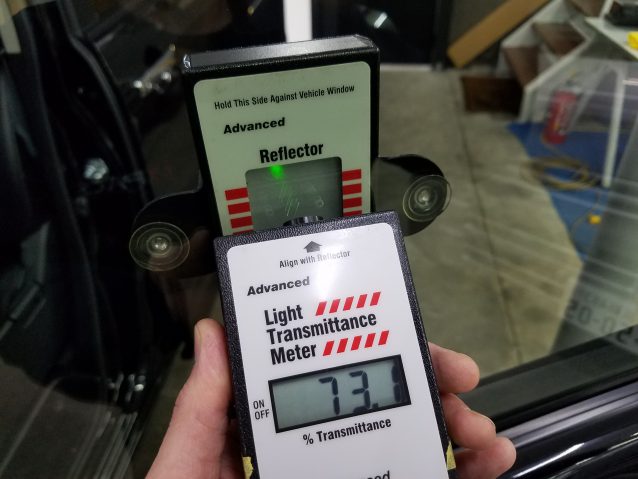 Hold This Side Against Vehicle Window
Advanced
Reflector
Align with Reflector
Advanced
Light
Transmittance
Meter
ON
OFF
73.1
% Transmittance